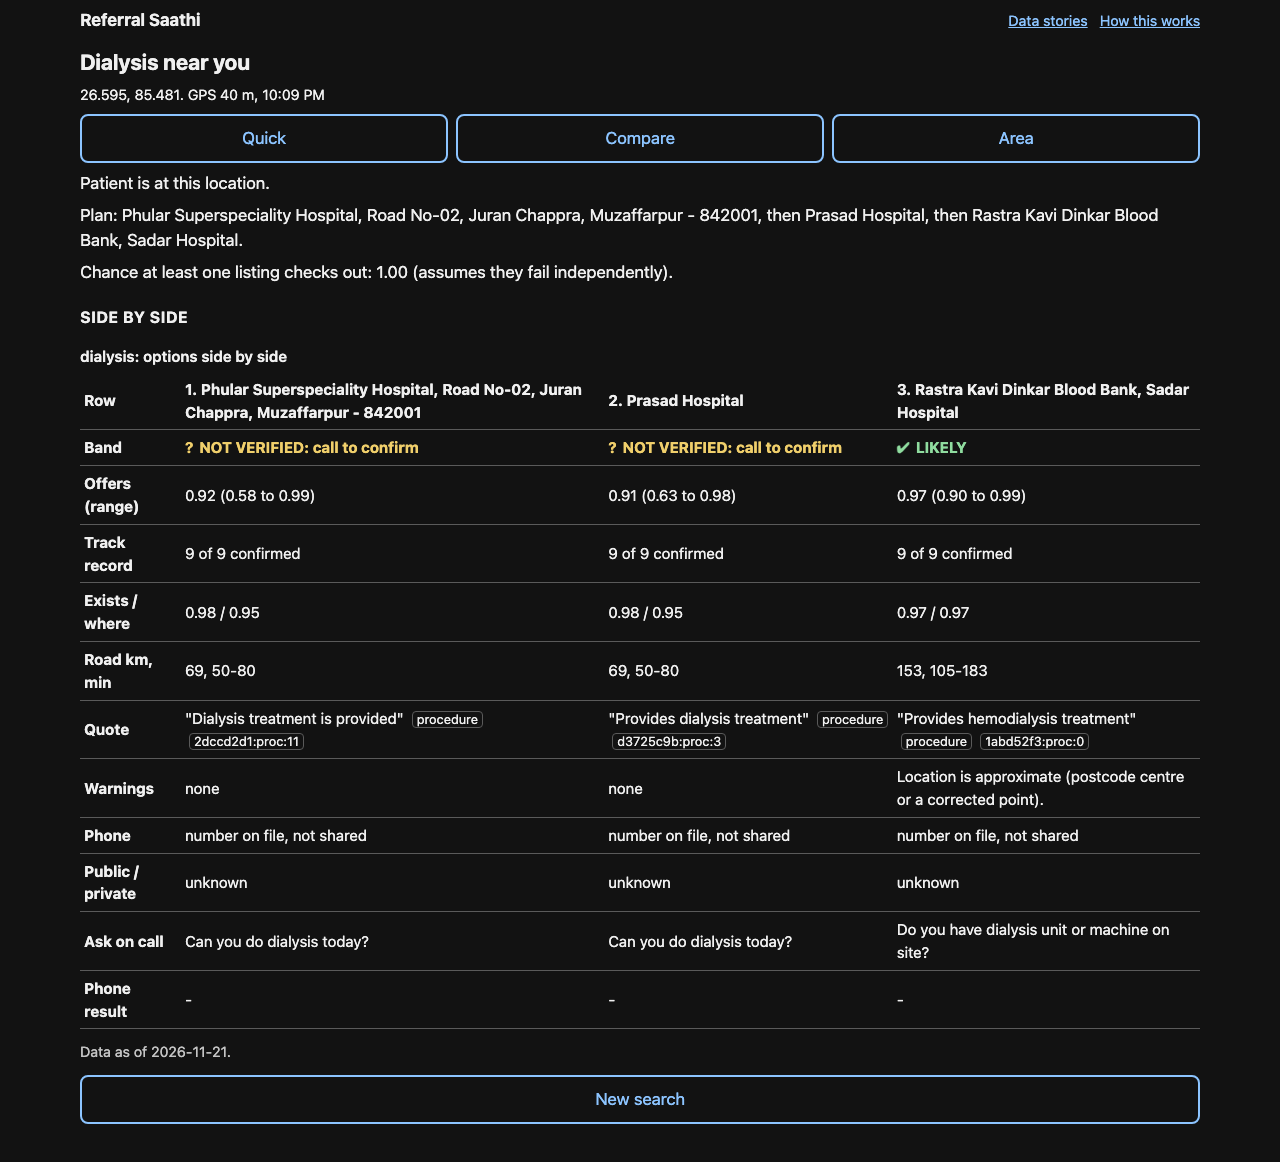 Referral Saathi
Data stories How this works
Dialysis near you
26.595, 85.481. GPS 40 m, 10:09 PM
Quick
Compare
Area
Patient is at this location.
Plan: Phular Superspeciality Hospital, Road No-02, Juran Chappra, Muzaffarpur - 842001, then Prasad Hospital, then Rastra Kavi Dinkar Blood
Bank, Sadar Hospital.
Chance at least one listing checks out: 1.00 (assumes they fail independently).
SIDE BY SIDE
dialysis: options side by side
Row
1. Phular Superspeciality Hospital, Road No-02, Juran
Chappra, Muzaffarpur - 842001
2. Prasad Hospital
3. Rastra Kavi Dinkar Blood Bank, Sadar
Hospital
Band
? NOT VERIFIED: call to confirm
? NOT VERIFIED: call to confirm
✔ LIKELY
Offers
(range)
0.92 (0.58 to 0.99)
0.91 (0.63 to 0.98)
0.97 (0.90 to 0.99)
Track
record
9 of 9 confirmed
9 of 9 confirmed
9 of 9 confirmed
Exists /
where
0.98 / 0.95
0.98 / 0.95
0.97 / 0.97
Road km,
min
69, 50-80
69, 50-80
153, 105-183
Quote
"Dialysis treatment is provided" procedure
2dccd2d1:proc:11
"Provides dialysis treatment" procedure
d3725c9b:proc:3
"Provides hemodialysis treatment"
procedure 1abd52f3:proc:0
Warnings
none
none
Location is approximate (postcode centre
or a corrected point).
Phone
number on file, not shared
number on file, not shared
number on file, not shared
Public /
private
unknown
unknown
unknown
Ask on call
Can you do dialysis today?
Can you do dialysis today?
Do you have dialysis unit or machine on
site?
Phone
result
-
-
-
Data as of 2026-11-21.
New search